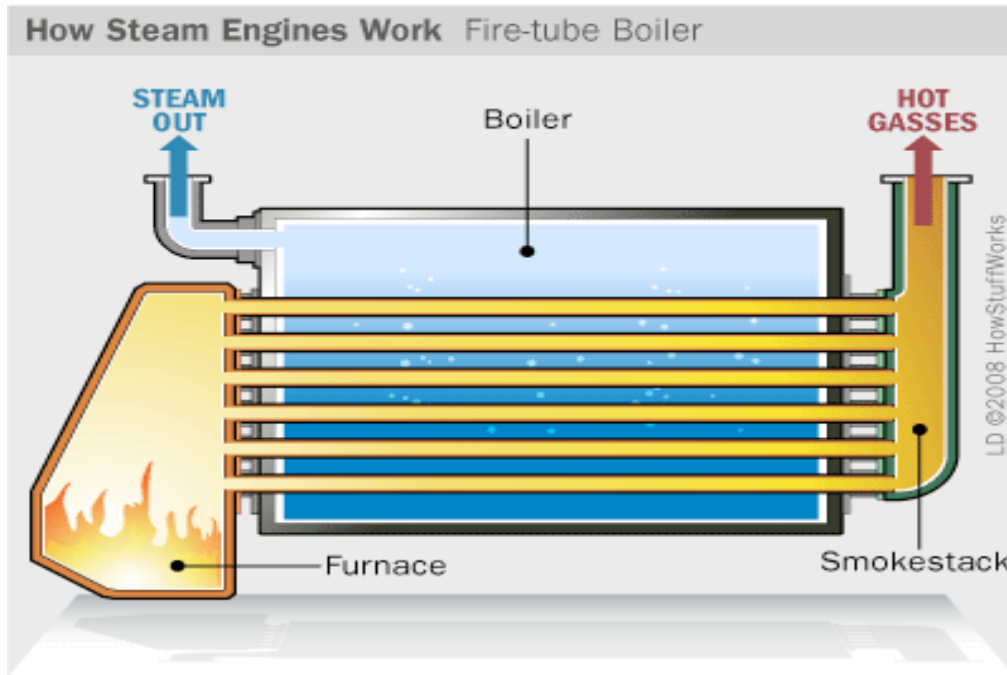 How Steam Engines Work Fire-tube Boiler
STEAM
OUT
Boiler
HOT
GASSES
Furnace
Smokestack
LD ©2008 HowStuffWorks